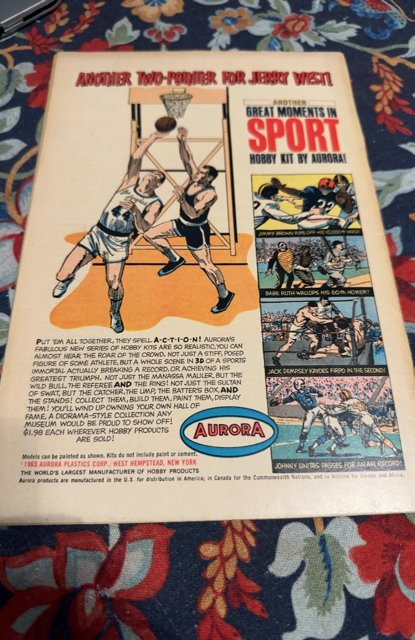 ANOTHER TWO-POINTER FOR JERRY WEST!
ANOTHER
GREAT MOMENTS IN
SPORT
HOBBY KIT BY AURORA!
44
JIMMY BROWN RIPS OFF HIS 10,000TH YARD!
BABE RUTH WALLOPS HIS 60TH HOMER!
JACK DEMPSEY KAYOES FIRPO IN THE 2ND!
JOHNNY UNITAS PASSES FOR AN NFL RECORD!
PUT 'EM ALL TOGETHER, THEY SPELL A-C-T-I-O-N! AURORA'S
FABULOUS NEW SERIES OF HOBBY KITS ARE SO REALISTIC, YOU CAN
ALMOST HEAR THE ROAR OF THE CROWD. NOT JUST A STIFF, POSED
FIGURE OF SOME ATHLETE, BUT A WHOLE SCENE IN 3D OF A SPORTS
IMMORTAL ACTUALLY BREAKING A RECORD, OR ACHIEVING HIS
GREATEST TRIUMPH. NOT JUST THE MANASSA MAULER, BUT THE
WILD BULL, THE REFEREE AND THE RING! NOT JUST THE SULTAN
OF SWAT, BUT THE CATCHER, THE UMP, THE BATTER'S BOX, AND
THE STANDS! COLLECT THEM, BUILD THEM, PAINT THEM, DISPLAY
THEM! YOU'LL WIND UP OWNING YOUR OWN HALL OF
FAME, A DIORAMA-STYLE COLLECTION ANY
MUSEUM WOULD BE PROUD TO SHOW OFF!
$1.98 EACH WHEREVER HOBBY PRODUCTS
ARE SOLD!
AURORA
Models can be painted as shown. Kits do not include paint or cement.
©1965 AURORA PLASTICS CORP./WEST HEMPSTEAD, NEW YORK
THE WORLD'S LARGEST MANUFACTURER OF HOBBY PRODUCTS
Aurora products are manufactured in the U.S. for distribution in America; in Canada for the Commonwealth Nations; and in Holland for Europe and Africa.